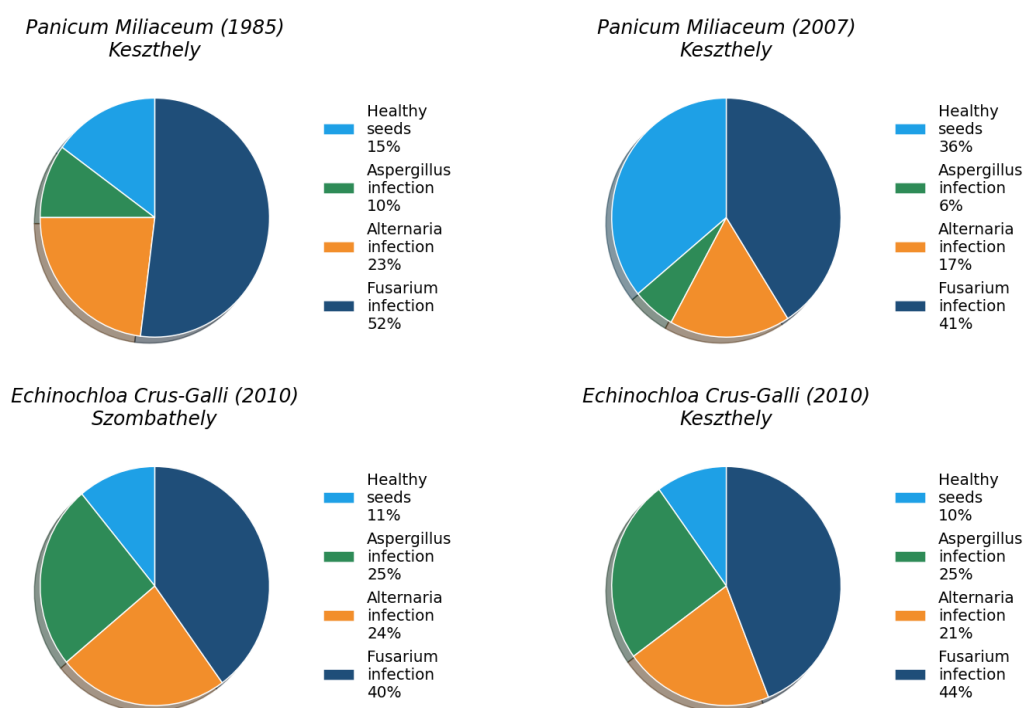 Panicum Miliaceum (1985)
Keszthely
Healthy
seeds
15%
Aspergillus
infection
10%
Alternaria
infection
23%
Fusarium
infection
52%
Panicum Miliaceum (2007)
Keszthely
Healthy
seeds
36%
Aspergillus
infection
6%
Alternaria
infection
17%
Fusarium
infection
41%
Echinochloa Crus-Galli (2010)
Szombathely
Healthy
seeds
11%
Aspergillus
infection
25%
Alternaria
infection
24%
Fusarium
infection
40%
Echinochloa Crus-Galli (2010)
Keszthely
Healthy
seeds
10%
Aspergillus
infection
25%
Alternaria
infection
21%
Fusarium
infection
44%